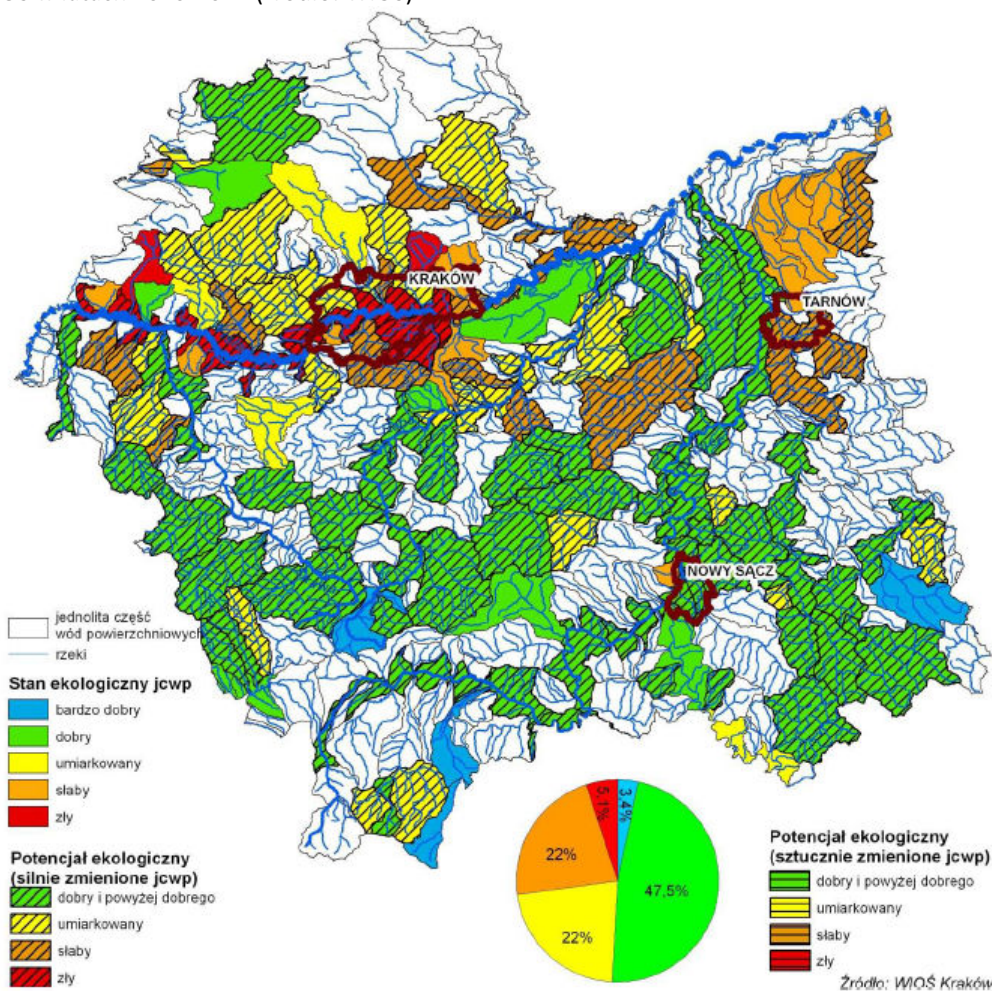 KRAKÓW
TARNÓW
NOWY SĄCZ
jednolita część
wód powierzchniowych
rzeki
Stan ekologiczny jcwp
bardzo dobry
dobry
umiarkowany
słaby
zły
Potencjał ekologiczny
(silnie zmienione jcwp)
dobry i powyżej dobrego
umiarkowany
słaby
zły
5,1%
3,4%
22%
47,5%
22%
Potencjał ekologiczny
(sztucznie zmienione jcwp)
dobry i powyżej dobrego
umiarkowany
słaby
zły
Źródło: WIOŚ Kraków